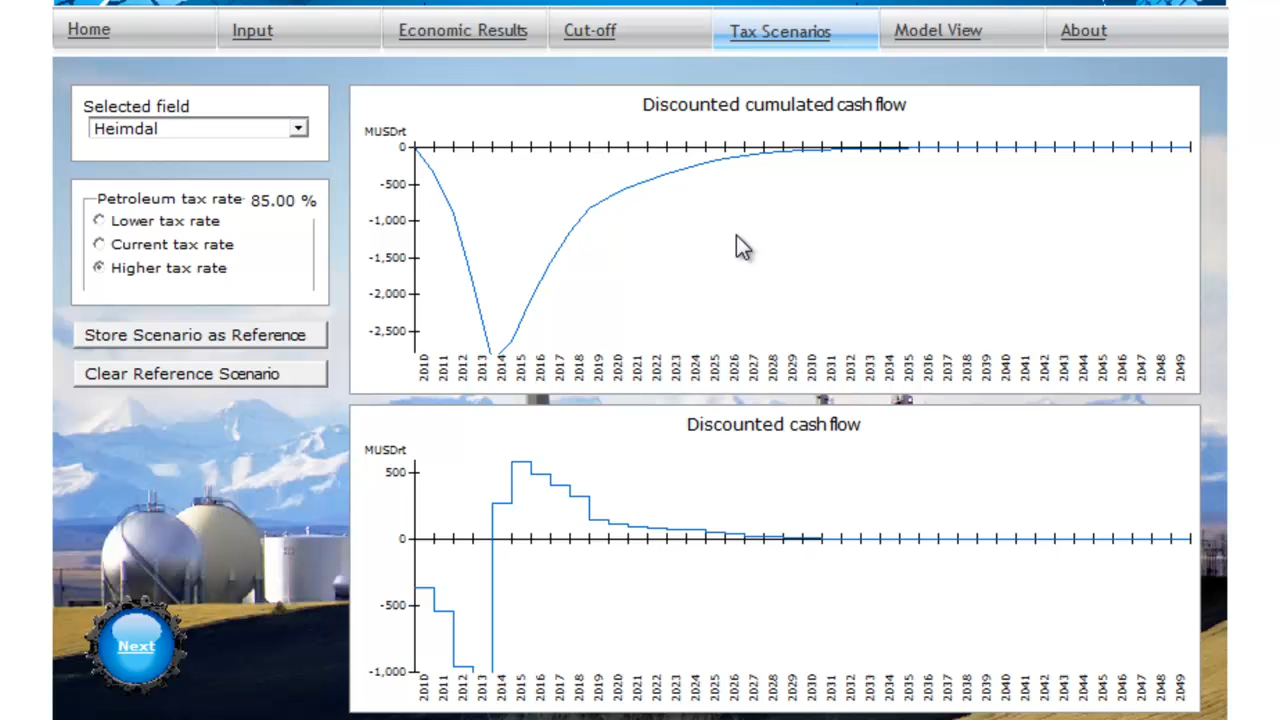 Home Input Economic Results Cut-off Tax Scenarios Model View About
Selected field
Heimdal
Petroleum tax rate 85.00 %
Lower tax rate
Current tax rate
Higher tax rate
Store Scenario as Reference
Clear Reference Scenario
Next
Discounted cumulated cash flow
MUSDrt
0
-500
-1,000
-1,500
-2,000
-2,500
2010 2011 2012 2013 2014 2015 2016 2017 2018 2019 2020 2021 2022 2023 2024 2025 2026 2027 2028 2029 2030 2031 2032 2033 2034 2035 2036 2037 2038 2039 2040 2041 2042 2043 2044 2045 2046 2047 2048 2049
Discounted cash flow
MUSDrt
500
0
-500
-1,000
2010 2011 2012 2013 2014 2015 2016 2017 2018 2019 2020 2021 2022 2023 2024 2025 2026 2027 2028 2029 2030 2031 2032 2033 2034 2035 2036 2037 2038 2039 2040 2041 2042 2043 2044 2045 2046 2047 2048 2049